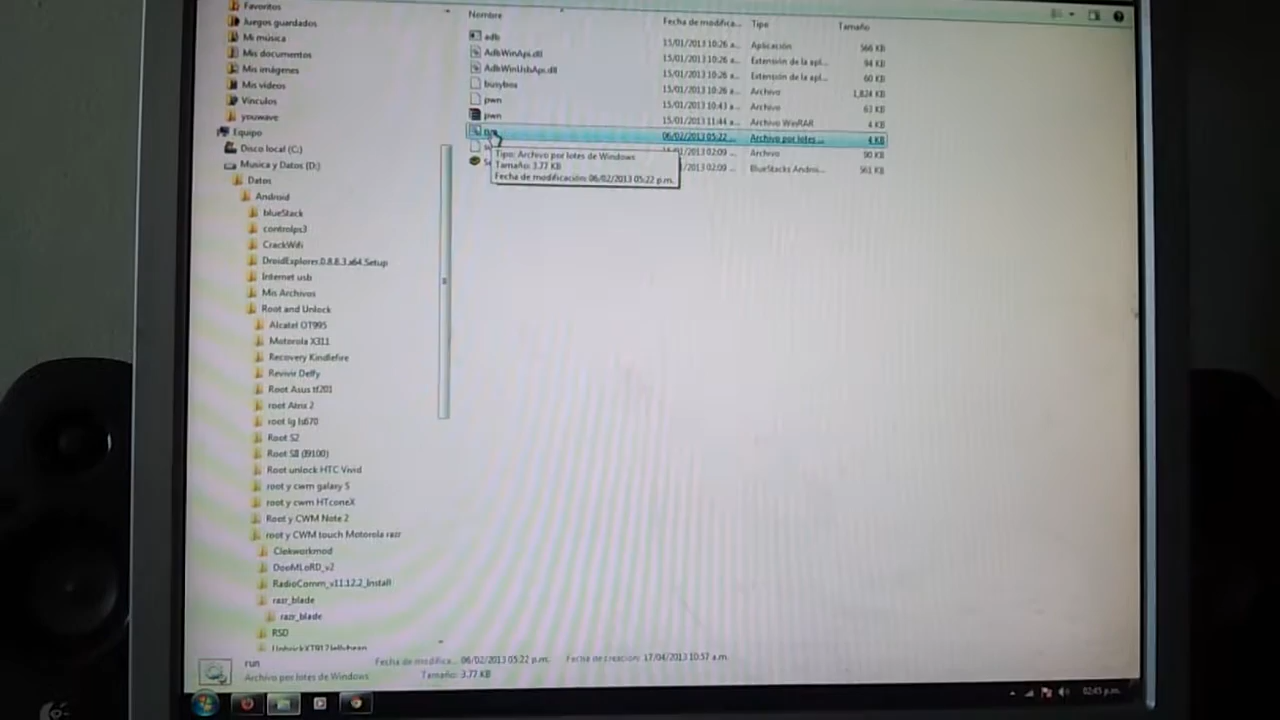 Favoritos
Juegos guardados
Mi música
Mis documentos
Mis imágenes
Mis videos
Vínculos
youwave
Equipo
Disco local (C:)
Musica y Datos (D:)
Datos
Android
blueStack
controlps3
CrackWifi
DroidExplorer.0.8.8.3.x64.Setup
Internet usb
Mis Archivos
Root and Unlock
Alcatel OT995
Motorola X311
Recovery Kindlefire
Revivir Deffy
Root Asus tf201
root Atrix 2
root lg ls670
Root S2
Root SII (I9100)
Root unlock HTC Vivid
root y cwm galaxy S
root y cwm HTconeX
Root y CWM Note 2
root y CWM touch Motorola razr
Clokworkmod
DooMLoRD_v2
RadioComm_v11.12.2_Install
razr_blade
razr_blade
RSD
Nombre Fecha de modifica... Tipo Tamaño
adb 15/01/2013 10:26 a... Aplicación 566 KB
AdbWinApi.dll 15/01/2013 10:26 a... Extensión de la apl... 94 KB
AdbWinUsbApi.dll 15/01/2013 10:26 a... Extensión de la apl... 60 KB
busybox 15/01/2013 10:26 a... Archivo 1,824 KB
pwn 15/01/2013 10:43 a... Archivo 63 KB
pwn 15/01/2013 11:44 a... Archivo WinRAR 4 KB
06/02/2013 05:22 ... Archivo por lotes ... 4 KB
/01/2013 02:09 ... Archivo 90 KB
/01/2013 02:09 ... BlueStacks Androi... 561 KB
Tipo: Archivo por lotes de Windows
Tamaño: 3.77 KB
Fecha de modificación: 06/02/2013 05:22 p.m.
run Fecha de modifica... 06/02/2013 05:22 p.m. Fecha de creación: 17/04/2013 10:57 a.m.
Archivo por lotes de Windows Tamaño: 3.77 KB
02:45 p.m.